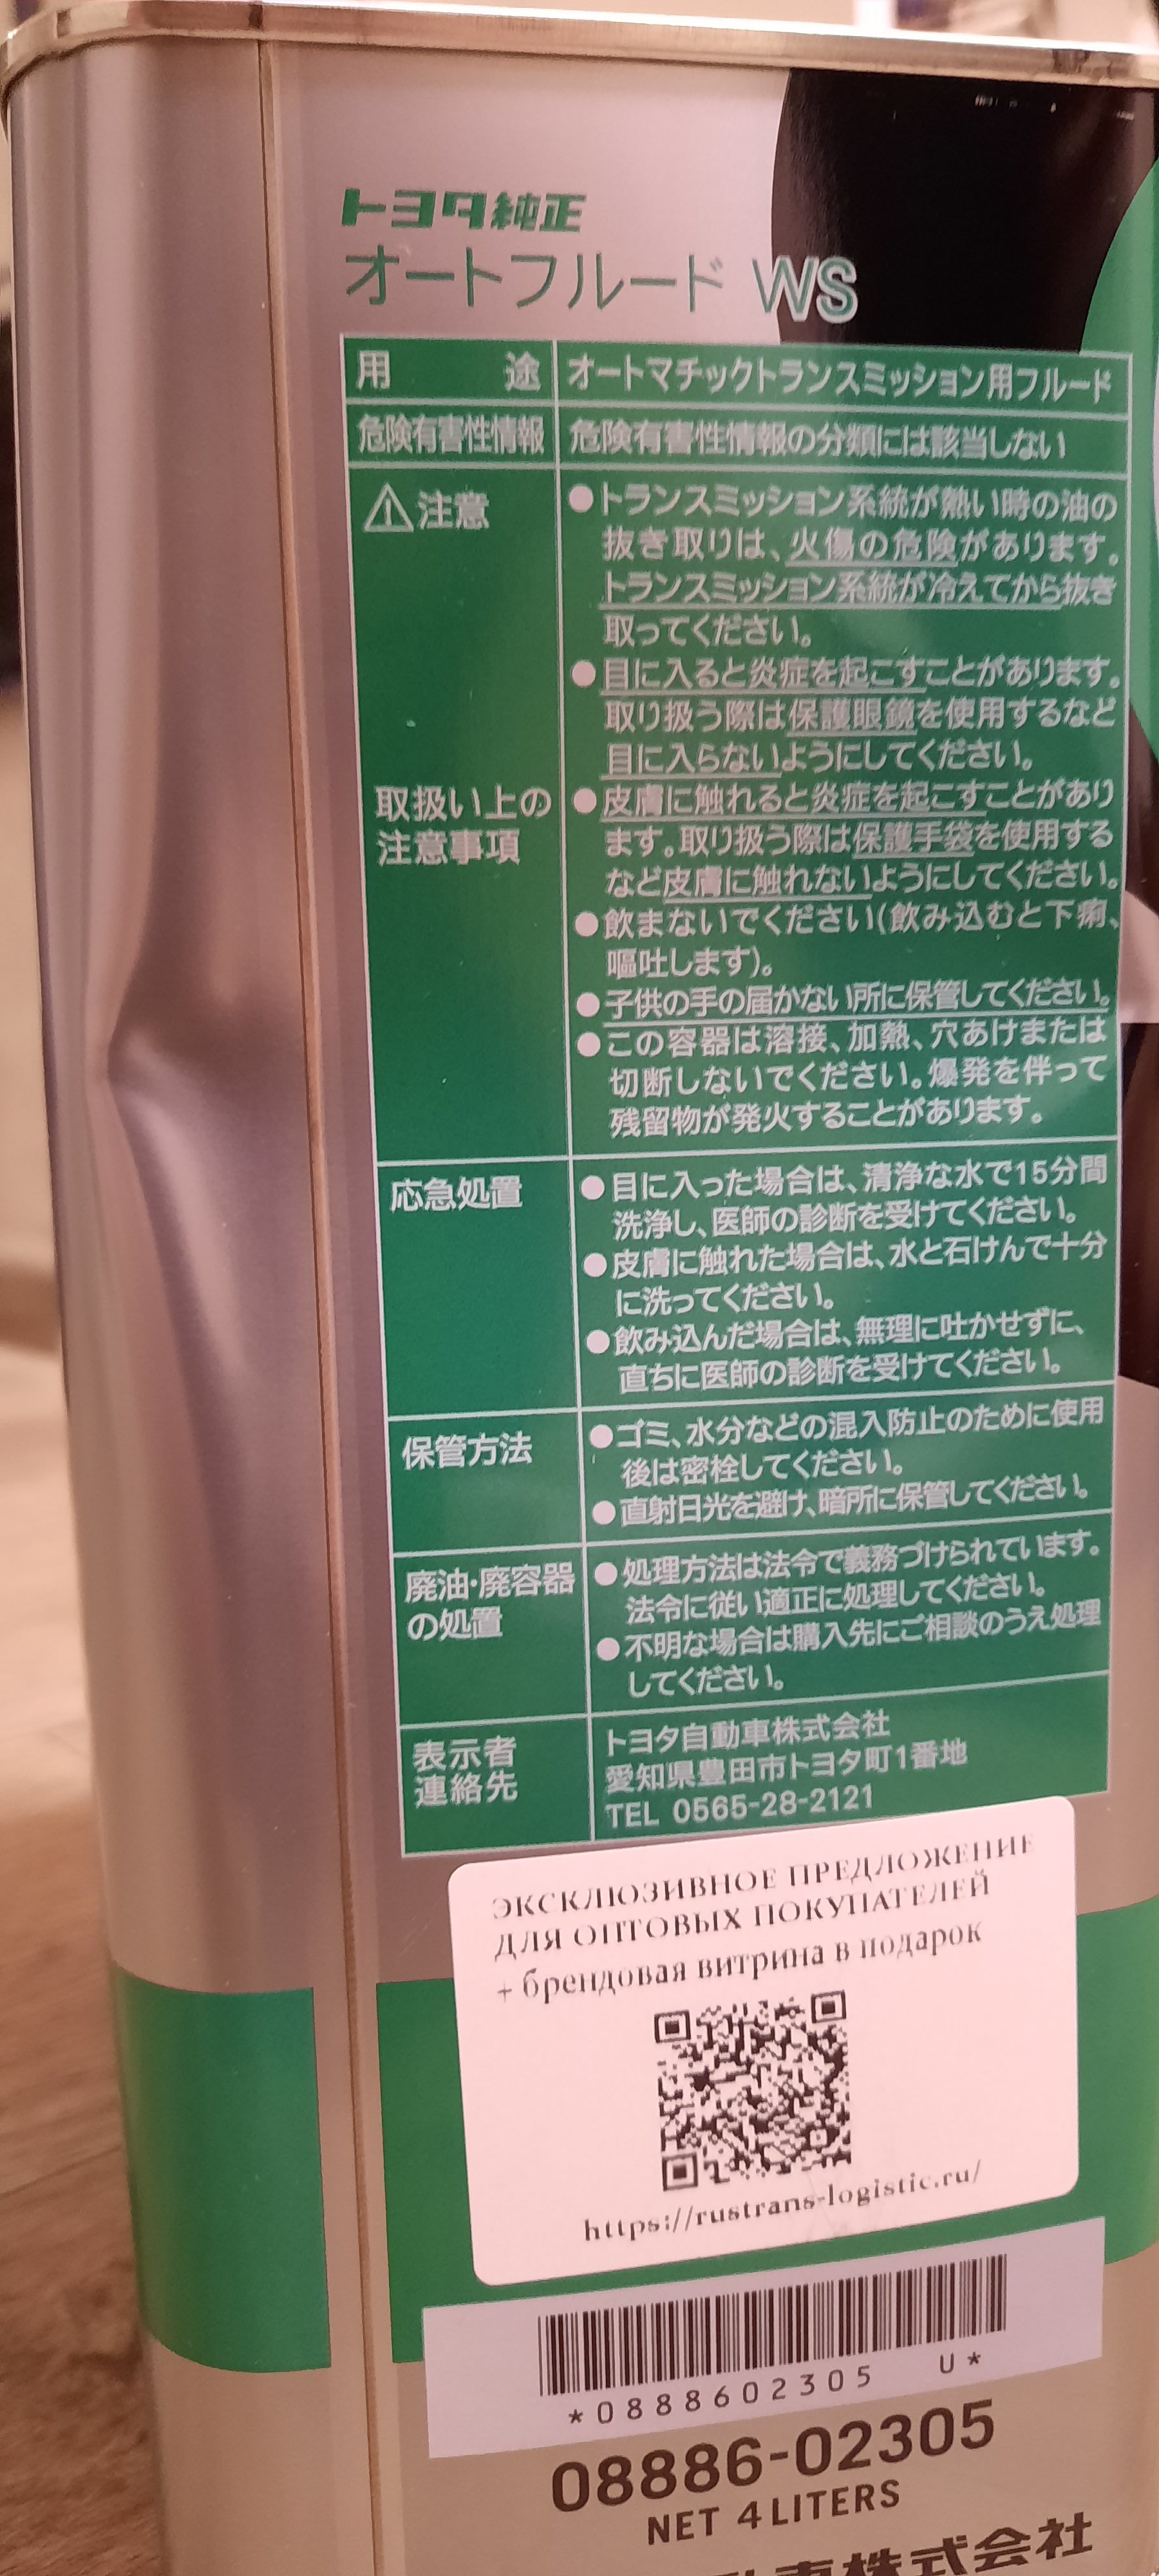 トヨタ純正
オートフルード WS
用途 オートマチックトランスミッション用フルード
危険有害性情報 危険有害性情報の分類には該当しない
⚠注意
取扱い上の
注意事項
●トランスミッション系統が熱い時の油の
抜き取りは、火傷の危険があります。
トランスミッション系統が冷えてから抜き
取ってください。
●目に入ると炎症を起こすことがあります。
取り扱う際は保護眼鏡を使用するなど
目に入らないようにしてください。
●皮膚に触れると炎症を起こすことがあり
ます。取り扱う際は保護手袋を使用する
など皮膚に触れないようにしてください。
●飲まないでください(飲み込むと下痢、
嘔吐します)。
●子供の手の届かない所に保管してください。
●この容器は溶接、加熱、穴あけまたは
切断しないでください。爆発を伴って
残留物が発火することがあります。
応急処置
●目に入った場合は、清浄な水で15分間
洗浄し、医師の診断を受けてください。
●皮膚に触れた場合は、水と石けんで十分
に洗ってください。
●飲み込んだ場合は、無理に吐かせずに、
直ちに医師の診断を受けてください。
保管方法
●ゴミ、水分などの混入防止のために使用
後は密栓してください。
●直射日光を避け、暗所に保管してください。
廃油・廃容器
の処置
●処理方法は法令で義務づけられています。
法令に従い適正に処理してください。
●不明な場合は購入先にご相談のうえ処理
してください。
表示者
連絡先
トヨタ自動車株式会社
愛知県豊田市トヨタ町1番地
TEL 0565-28-2121
ЭКСКЛЮЗИВНОЕ ПРЕДЛОЖЕНИЕ
ДЛЯ ОПТОВЫХ ПОКУПАТЕЛЕЙ
+ брендовая витрина в подарок
https://rustrans-logistic.ru/
*0888602305 U*
08886-02305
NET 4 LITERS
車株式会社